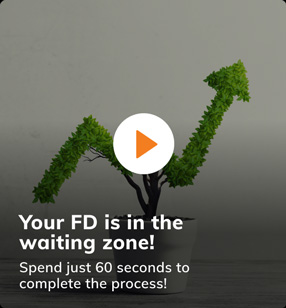 Your FD is in the
waiting zone!
Spend just 60 seconds to
complete the process!